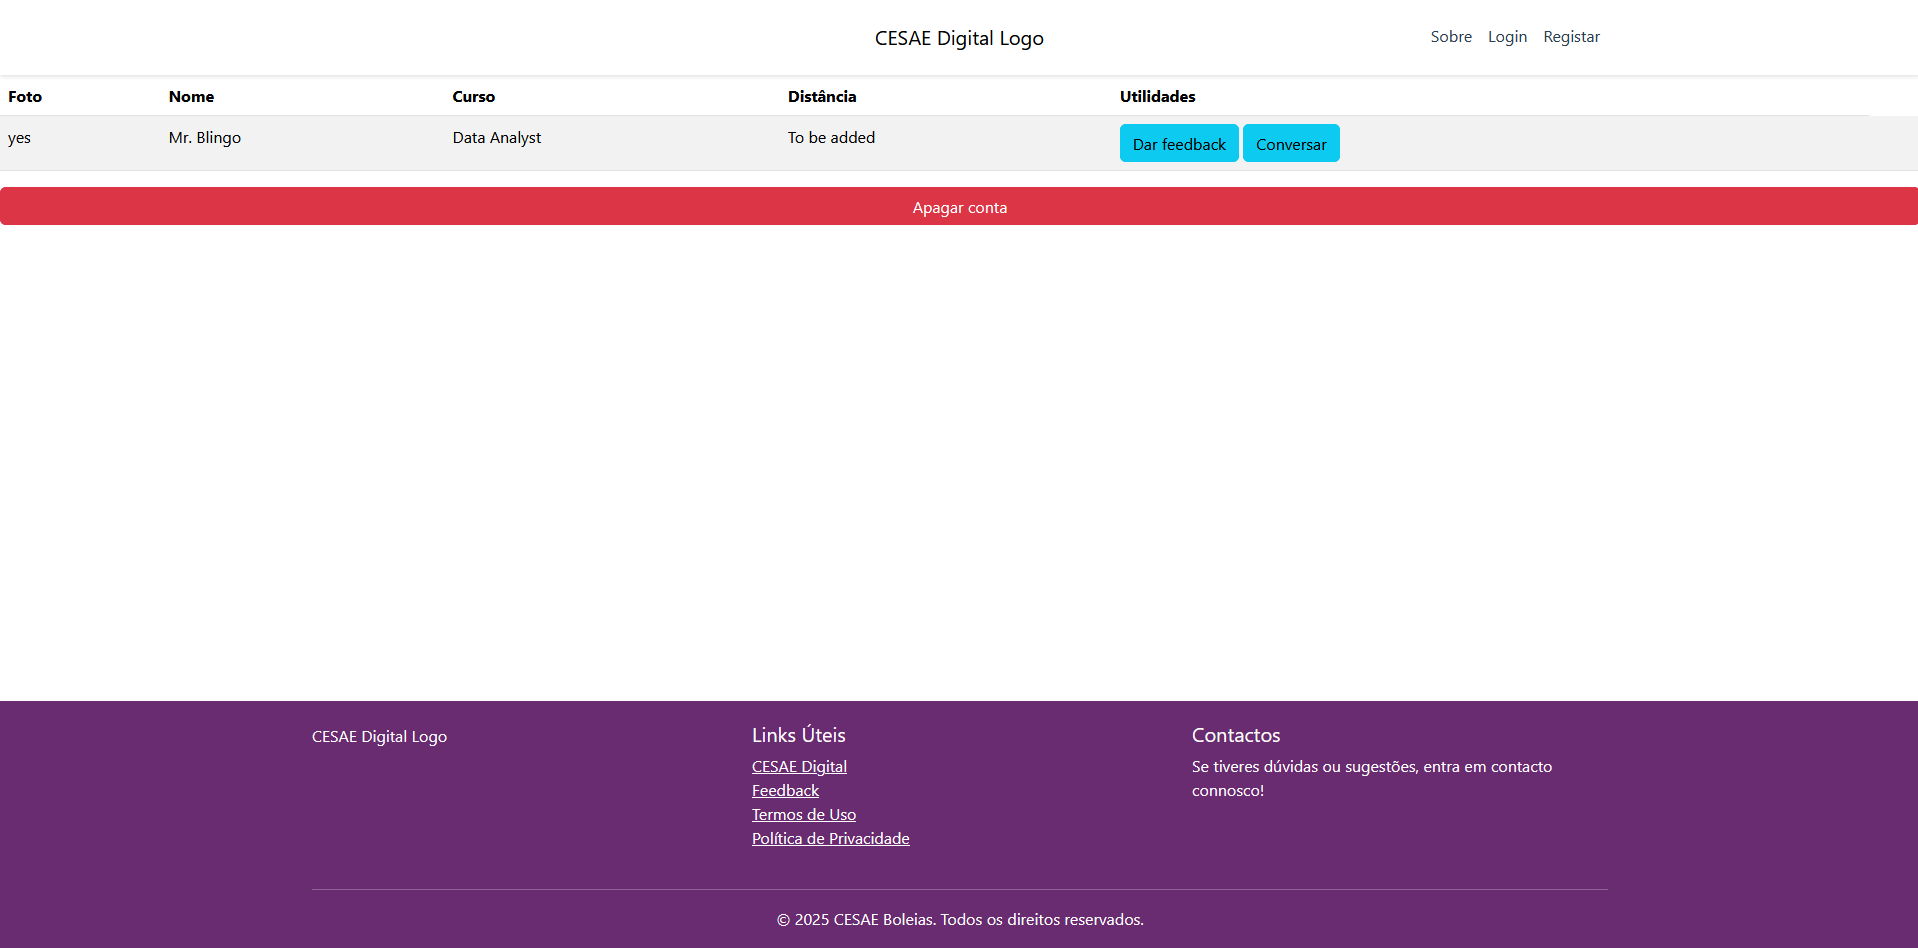 CESAE Digital Logo
Sobre Login Registar
Foto Nome Curso Distância Utilidades
yes Mr. Blingo Data Analyst To be added Dar feedback Conversar
Apagar conta
CESAE Digital Logo
Links Úteis
CESAE Digital
Feedback
Termos de Uso
Política de Privacidade
Contactos
Se tiveres dúvidas ou sugestões, entra em contacto
connosco!
© 2025 CESAE Boleias. Todos os direitos reservados.